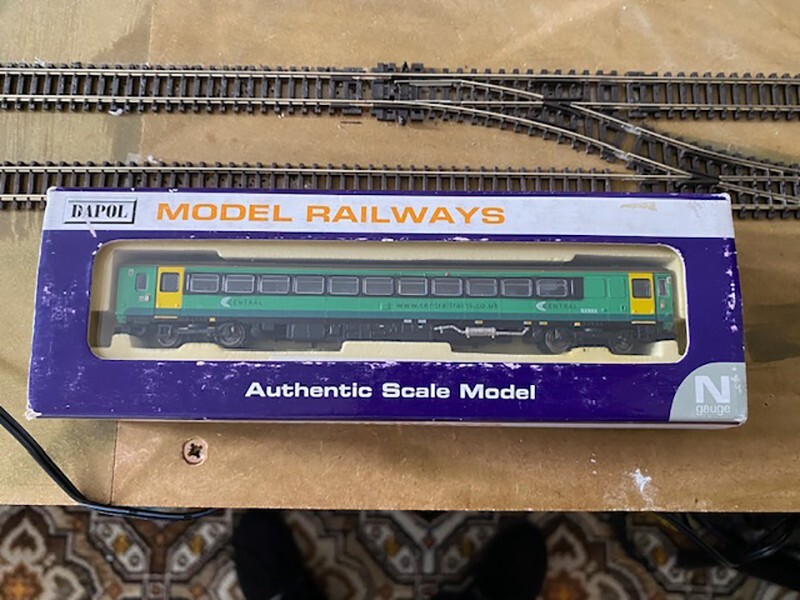 DAPOL
MODEL RAILWAYS
CENTRAL
www.centraltrains.co.uk
CENTRAL
Authentic Scale Model
N
gauge